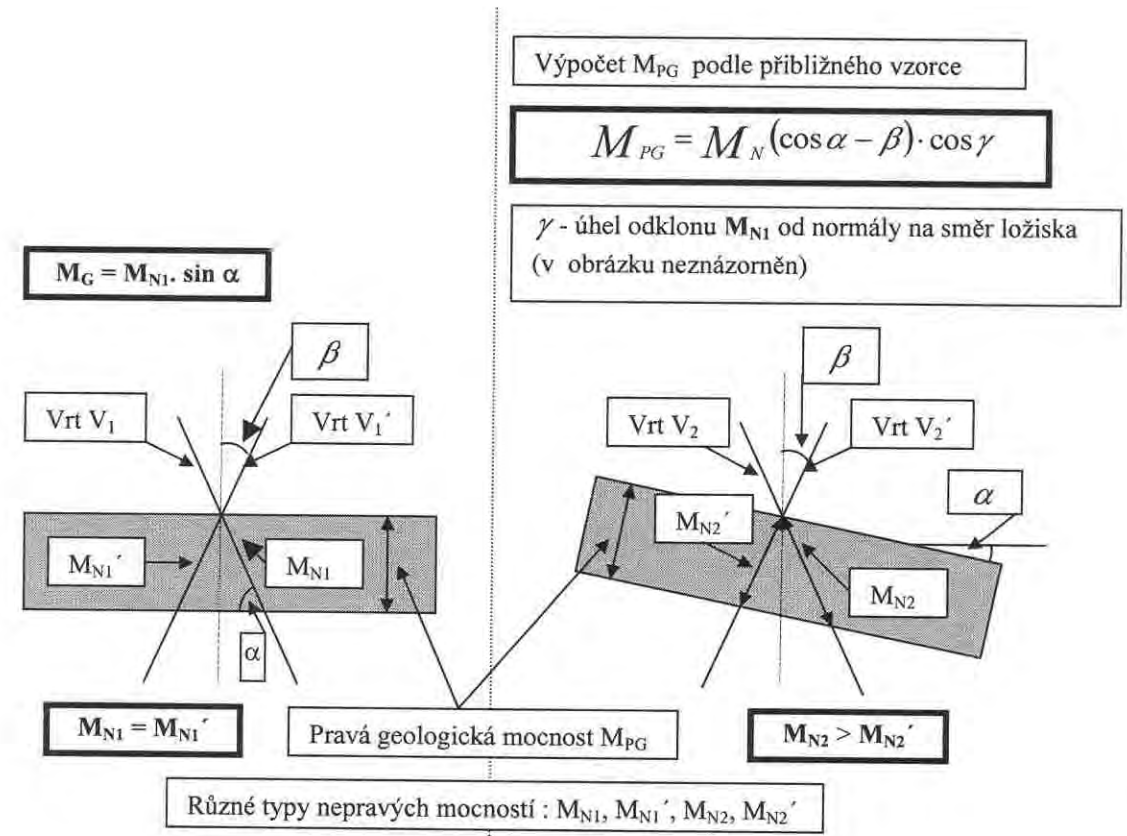 Výpočet M_PG podle přibližného vzorce
M_PG = M_N (cos α − β) · cos γ
γ - úhel odklonu M_N1 od normály na směr ložiska
(v obrázku neznázorněn)
M_G = M_N1. sin α
β
Vrt V_1
Vrt V_1´
M_N1´
M_N1
α
M_N1 = M_N1´
β
Vrt V_2
Vrt V_2´
α
M_N2´
M_N2
M_N2 > M_N2´
Pravá geologická mocnost M_PG
Různé typy nepravých mocností : M_N1, M_N1´, M_N2, M_N2´